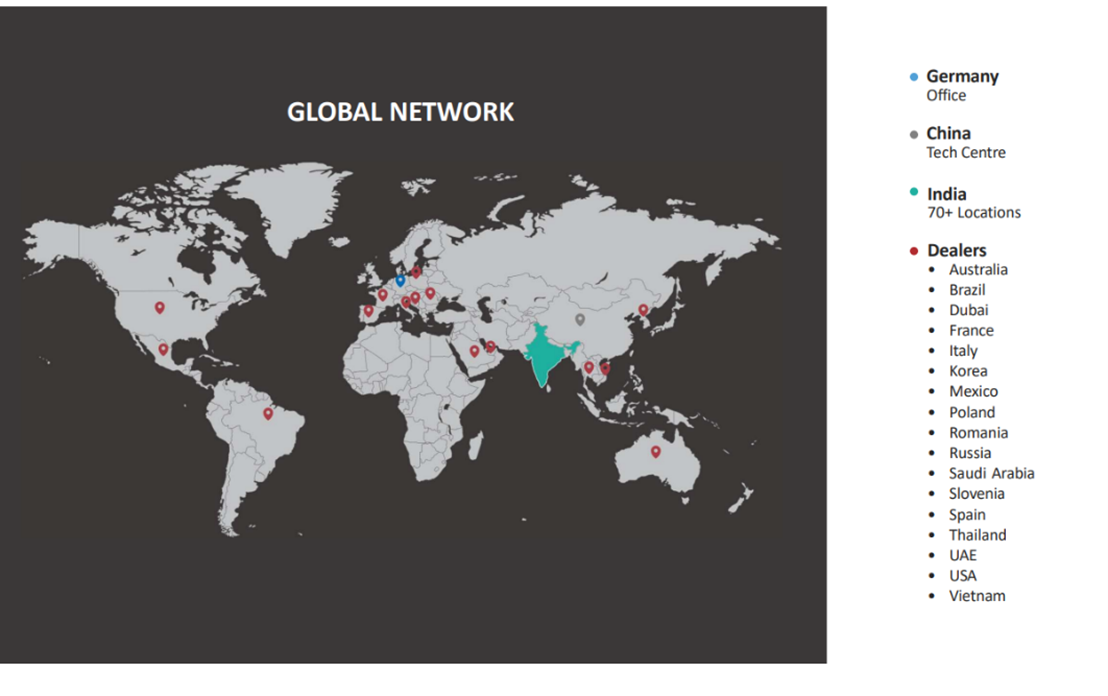 GLOBAL NETWORK
Germany
Office
China
Tech Centre
India
70+ Locations
Dealers
Australia
Brazil
Dubai
France
Italy
Korea
Mexico
Poland
Romania
Russia
Saudi Arabia
Slovenia
Spain
Thailand
UAE
USA
Vietnam